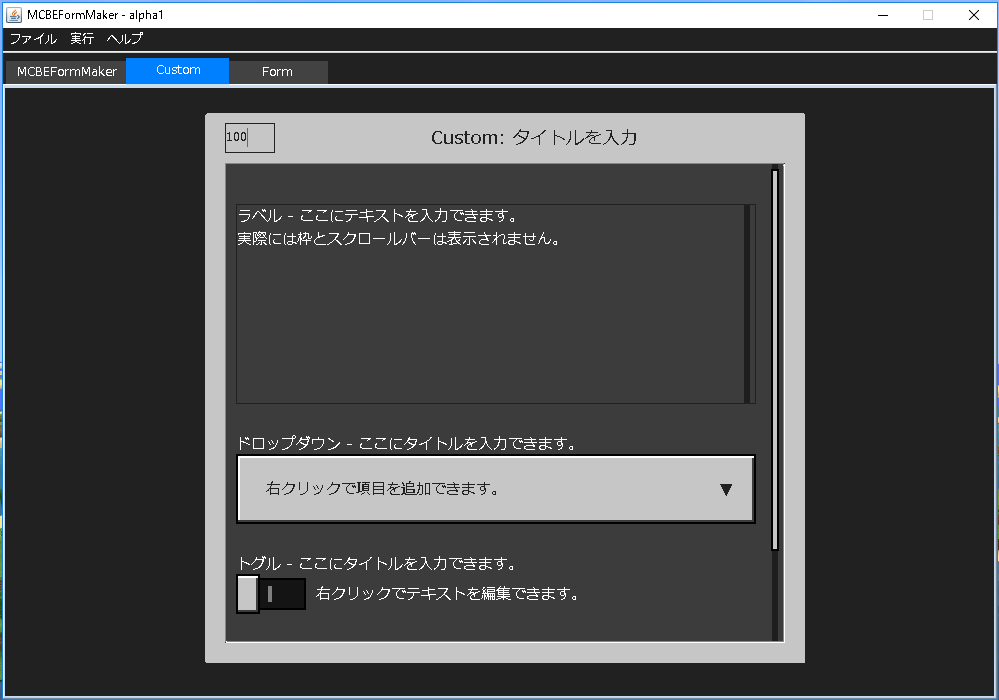 MCBEFormMaker - alpha1
ファイル 実行 ヘルプ
MCBEFormMaker Custom Form
100
Custom: タイトルを入力
ラベル - ここにテキストを入力できます。
実際には枠とスクロールバーは表示されません。
ドロップダウン - ここにタイトルを入力できます。
右クリックで項目を追加できます。 ▼
トグル - ここにタイトルを入力できます。
右クリックでテキストを編集できます。